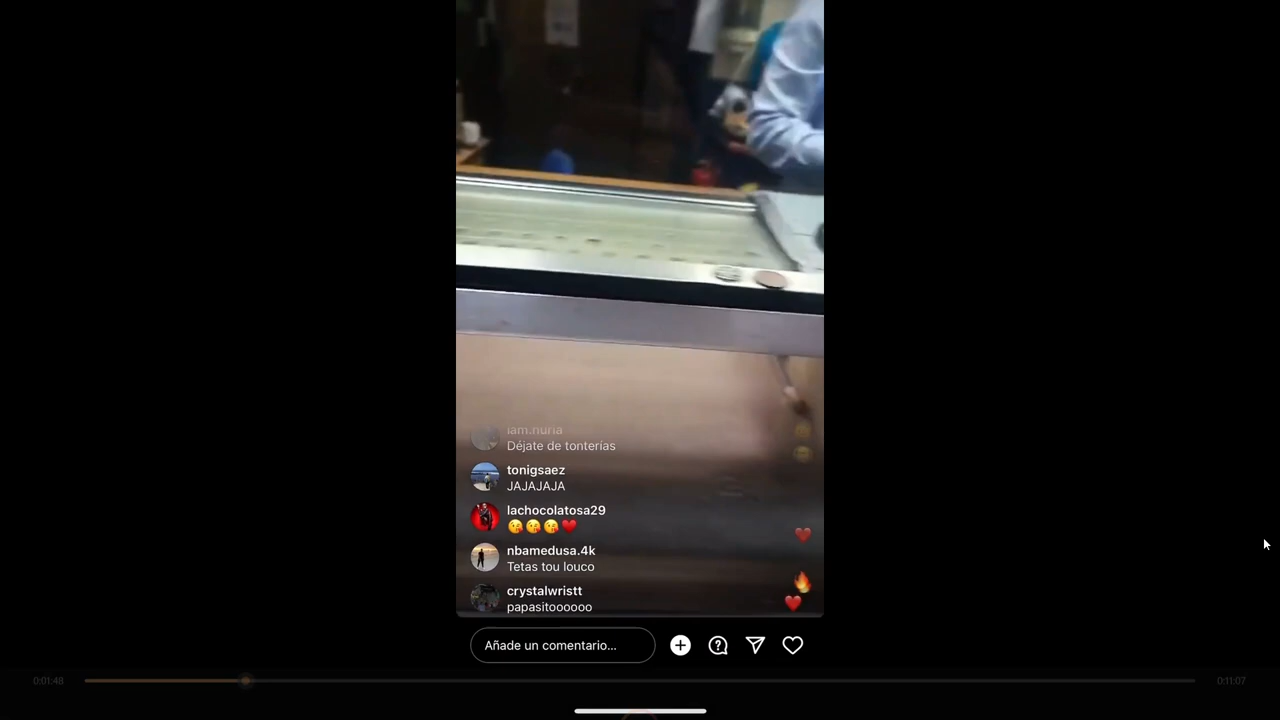 iam.nuria
Déjate de tonterías
tonigsaez
JAJAJAJA
lachocolatosa29
😘😘😘❤️
nbamedusa.4k
Tetas tou louco
crystalwristt
papasitoooooo
Añade un comentario...
0:01:48
0:11:07